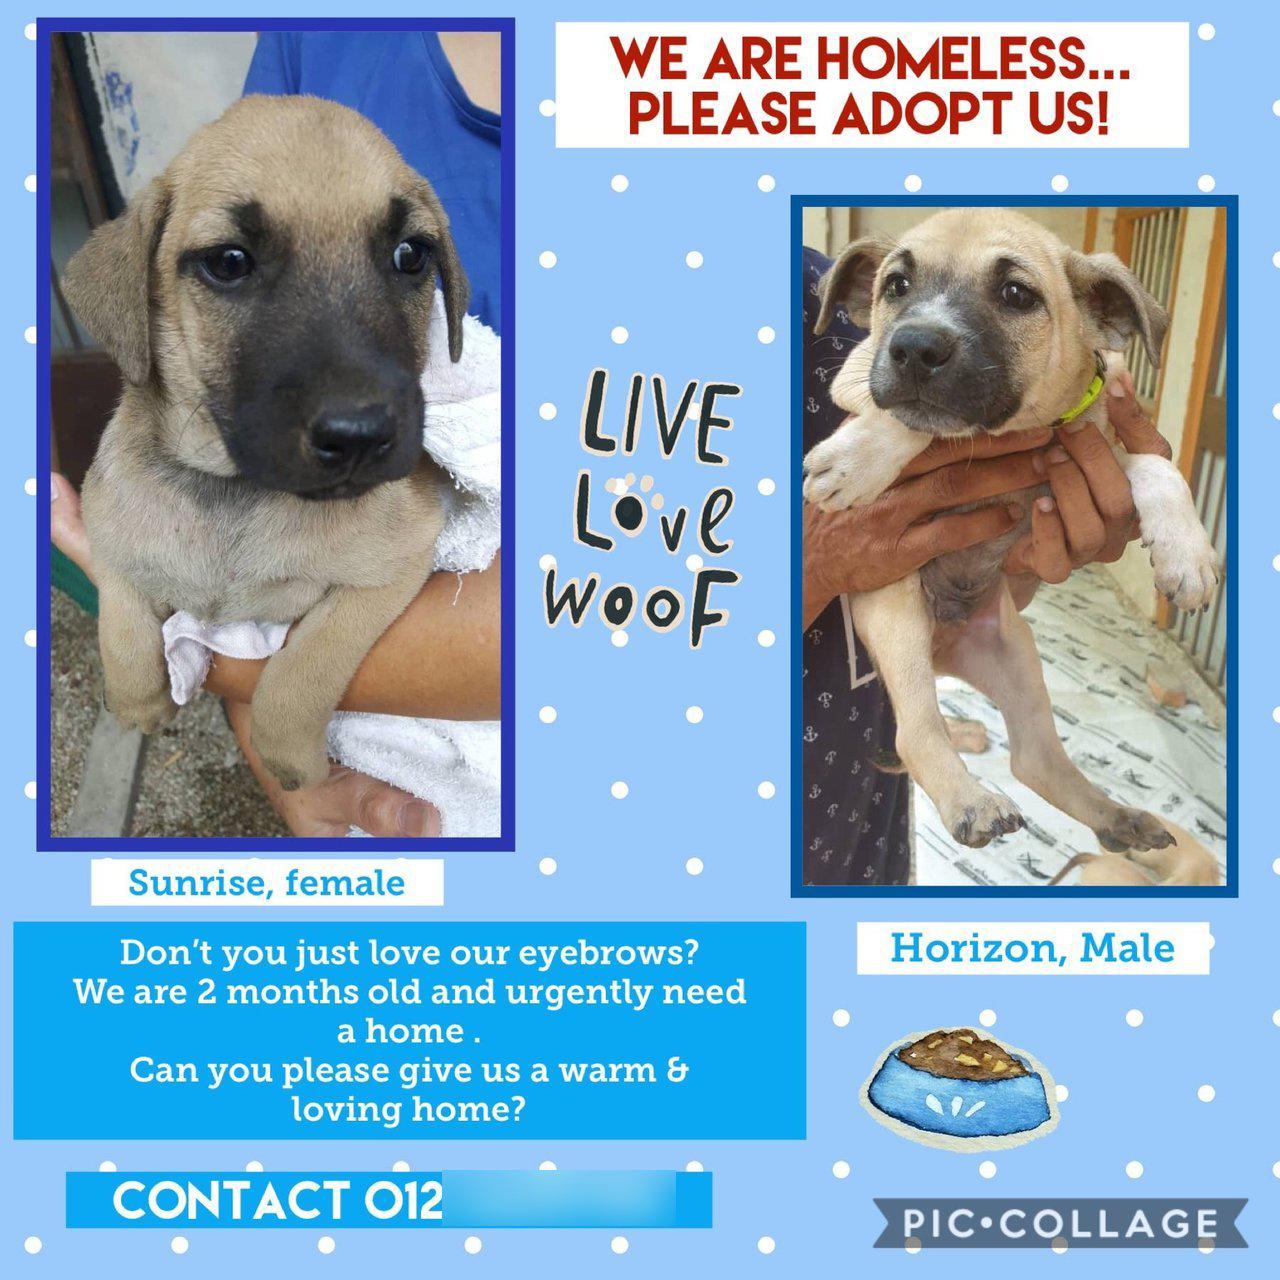 WE ARE HOMELESS...
PLEASE ADOPT US!
LIVE
LOVE
WOOF
Sunrise, female
Horizon, Male
Don't you just love our eyebrows?
We are 2 months old and urgently need
a home .
Can you please give us a warm &
loving home?
CONTACT 012
PIC•COLLAGE